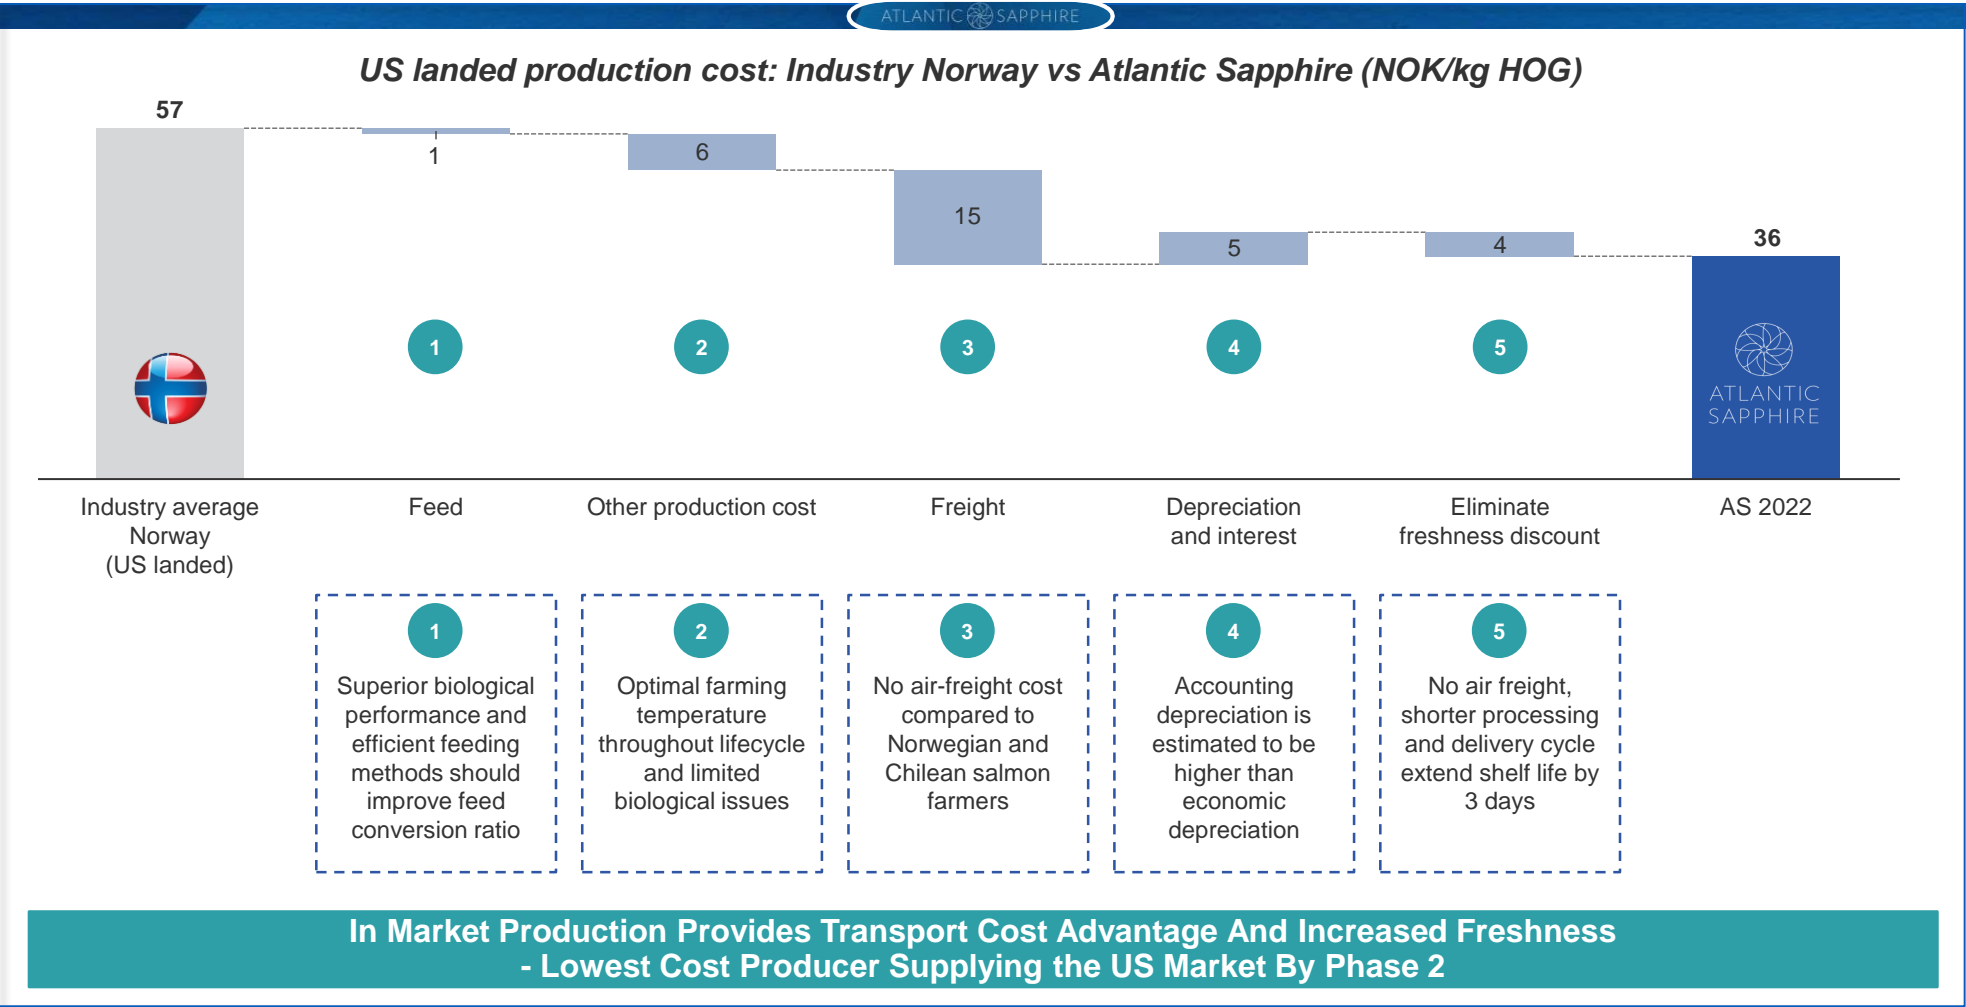 ATLANTIC SAPPHIRE
US landed production cost: Industry Norway vs Atlantic Sapphire (NOK/kg HOG)
57
1
6
15
5
4
36
1
2
3
4
5
ATLANTIC
SAPPHIRE
Industry average
Norway
(US landed)
Feed
Other production cost
Freight
Depreciation
and interest
Eliminate
freshness discount
AS 2022
1
Superior biological
performance and
efficient feeding
methods should
improve feed
conversion ratio
2
Optimal farming
temperature
throughout lifecycle
and limited
biological issues
3
No air-freight cost
compared to
Norwegian and
Chilean salmon
farmers
4
Accounting
depreciation is
estimated to be
higher than
economic
depreciation
5
No air freight,
shorter processing
and delivery cycle
extend shelf life by
3 days
In Market Production Provides Transport Cost Advantage And Increased Freshness
- Lowest Cost Producer Supplying the US Market By Phase 2